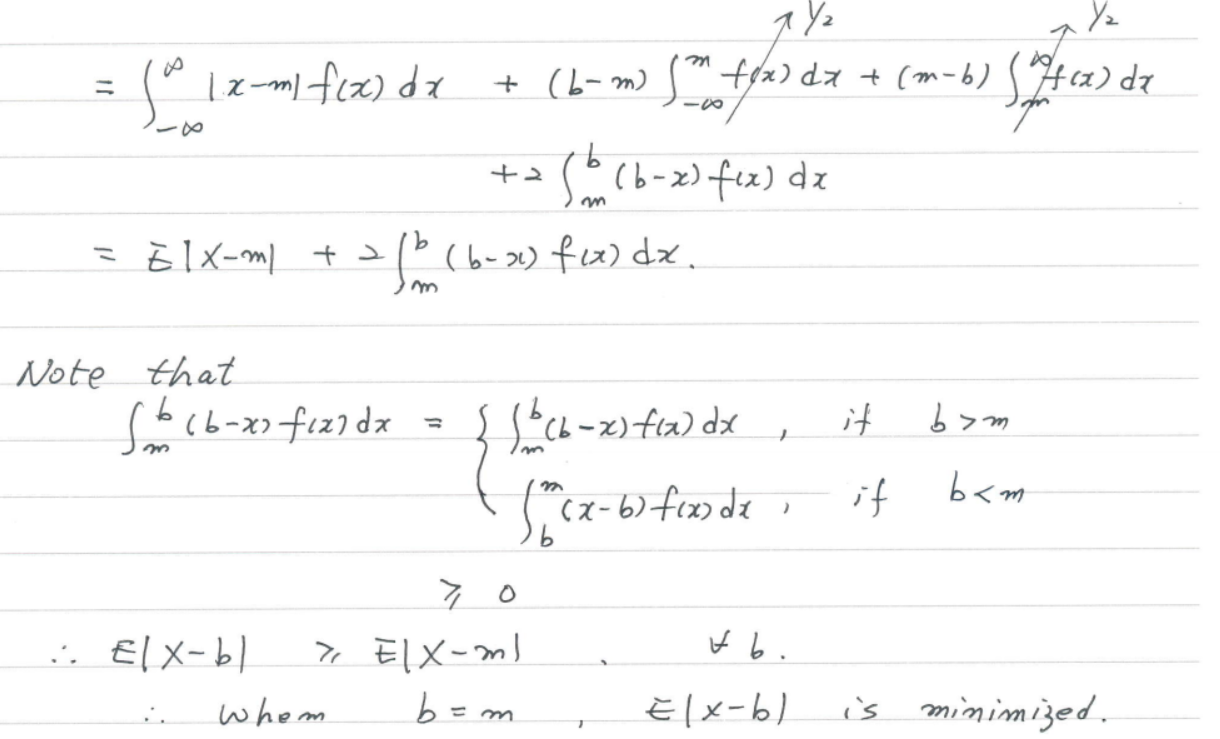 ↗ 1/2 ↗ 1/2
= ∫_{-∞}^{∞} |x-m| f(x) dx + (b-m) ∫_{-∞}^{m} f(x) dx + (m-b) ∫_{m}^{∞} f(x) dx
+2 ∫_{m}^{b} (b-x) f(x) dx
= E|X-m| + 2∫_{m}^{b} (b-x) f(x) dx.
Note that
∫_{m}^{b} (b-x) f(x) dx = { ∫_{m}^{b} (b-x) f(x) dx , if b>m
∫_{b}^{m} (x-b) f(x) dx , if b<m
⩾ 0
∴ E|X-b| ⩾ E|X-m| , ∀ b.
∴ when b=m , E|X-b| is minimized.